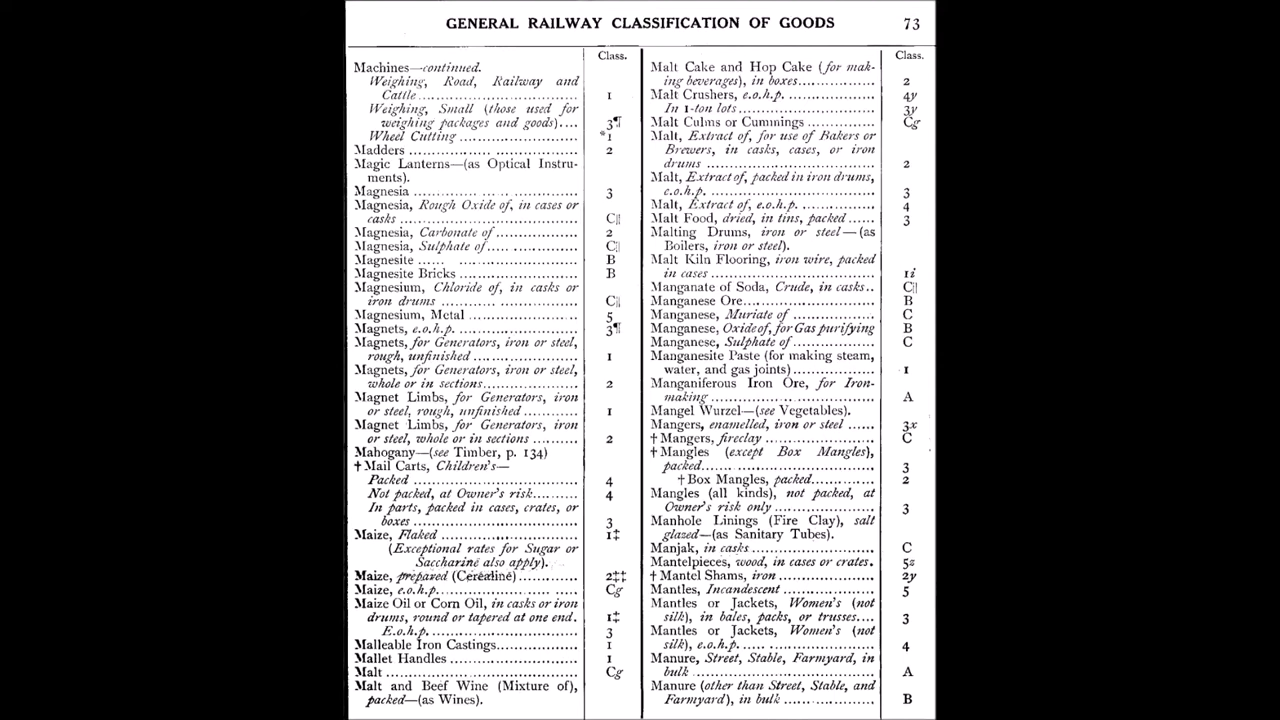 GENERAL RAILWAY CLASSIFICATION OF GOODS 73
Class.
Machines—continued.
Weighing, Road, Railway and
Cattle ........................ 1
Weighing, Small (those used for
weighing packages and goods).... 3¶
Wheel Cutting ........................ *1
Madders ........................ 2
Magic Lanterns—(as Optical Instru-
ments).
Magnesia ........................ 3
Magnesia, Rough Oxide of, in cases or
casks ........................ C||
Magnesia, Carbonate of ............ 2
Magnesia, Sulphate of............ C||
Magnesite ........................ B
Magnesite Bricks ........................ B
Magnesium, Chloride of, in casks or
iron drums ........................ C||
Magnesium, Metal ........................ 5
Magnets, e.o.h.p. ........................ 3¶
Magnets, for Generators, iron or steel,
rough, unfinished .................. 1
Magnets, for Generators, iron or steel,
whole or in sections.................. 2
Magnet Limbs, for Generators, iron
or steel, rough, unfinished ............ 1
Magnet Limbs, for Generators, iron
or steel, whole or in sections .......... 2
Mahogany—(see Timber, p. 134)
†Mail Carts, Children's—
Packed ........................ 4
Not packed, at Owner's risk.......... 4
In parts, packed in cases, crates, or
boxes ........................ 3
Maize, Flaked ........................ 1‡
(Exceptional rates for Sugar or
Saccharine also apply).
Maize, prepared (Cerealine) ............ 2‡‡
Maize, e.o.h.p. ........................ Cg
Maize Oil or Corn Oil, in casks or iron
drums, round or tapered at one end. 1‡
E.o.h.p. ........................ 3
Malleable Iron Castings.................. 1
Mallet Handles ........................ 1
Malt ........................ Cg
Malt and Beef Wine (Mixture of),
packed—(as Wines).
Class.
Malt Cake and Hop Cake (for mak-
ing beverages), in boxes............... 2
Malt Crushers, e.o.h.p. .................. 4y
In 1-ton lots ........................ 3y
Malt Culms or Cummings .............. Cg
Malt, Extract of, for use of Bakers or
Brewers, in casks, cases, or iron
drums ........................ 2
Malt, Extract of, packed in iron drums,
e.o.h.p. ........................ 3
Malt, Extract of, e.o.h.p. ............... 4
Malt Food, dried, in tins, packed ...... 3
Malting Drums, iron or steel—(as
Boilers, iron or steel).
Malt Kiln Flooring, iron wire, packed
in cases ........................ 1i
Manganate of Soda, Crude, in casks.. C||
Manganese Ore........................ B
Manganese, Muriate of .................. C
Manganese, Oxide of, for Gas purifying B
Manganese, Sulphate of .................. C
Manganesite Paste (for making steam,
water, and gas joints) .................. 1
Manganiferous Iron Ore, for Iron-
making ........................ A
Mangel Wurzel—(see Vegetables).
Mangers, enamelled, iron or steel ...... 3x
†Mangers, fireclay ........................ C
†Mangles (except Box Mangles),
packed........................ 3
†Box Mangles, packed.................. 2
Mangles (all kinds), not packed, at
Owner's risk only .................. 3
Manhole Linings (Fire Clay), salt
glazed—(as Sanitary Tubes).
Manjak, in casks ........................ C
Mantelpieces, wood, in cases or crates. 5z
†Mantel Shams, iron .................. 2y
Mantles, Incandescent .................. 5
Mantles or Jackets, Women's (not
silk), in bales, packs, or trusses.... 3
Mantles or Jackets, Women's (not
silk), e.o.h.p. ........................ 4
Manure, Street, Stable, Farmyard, in
bulk ........................ A
Manure (other than Street, Stable, and
Farmyard), in bulk .................. B